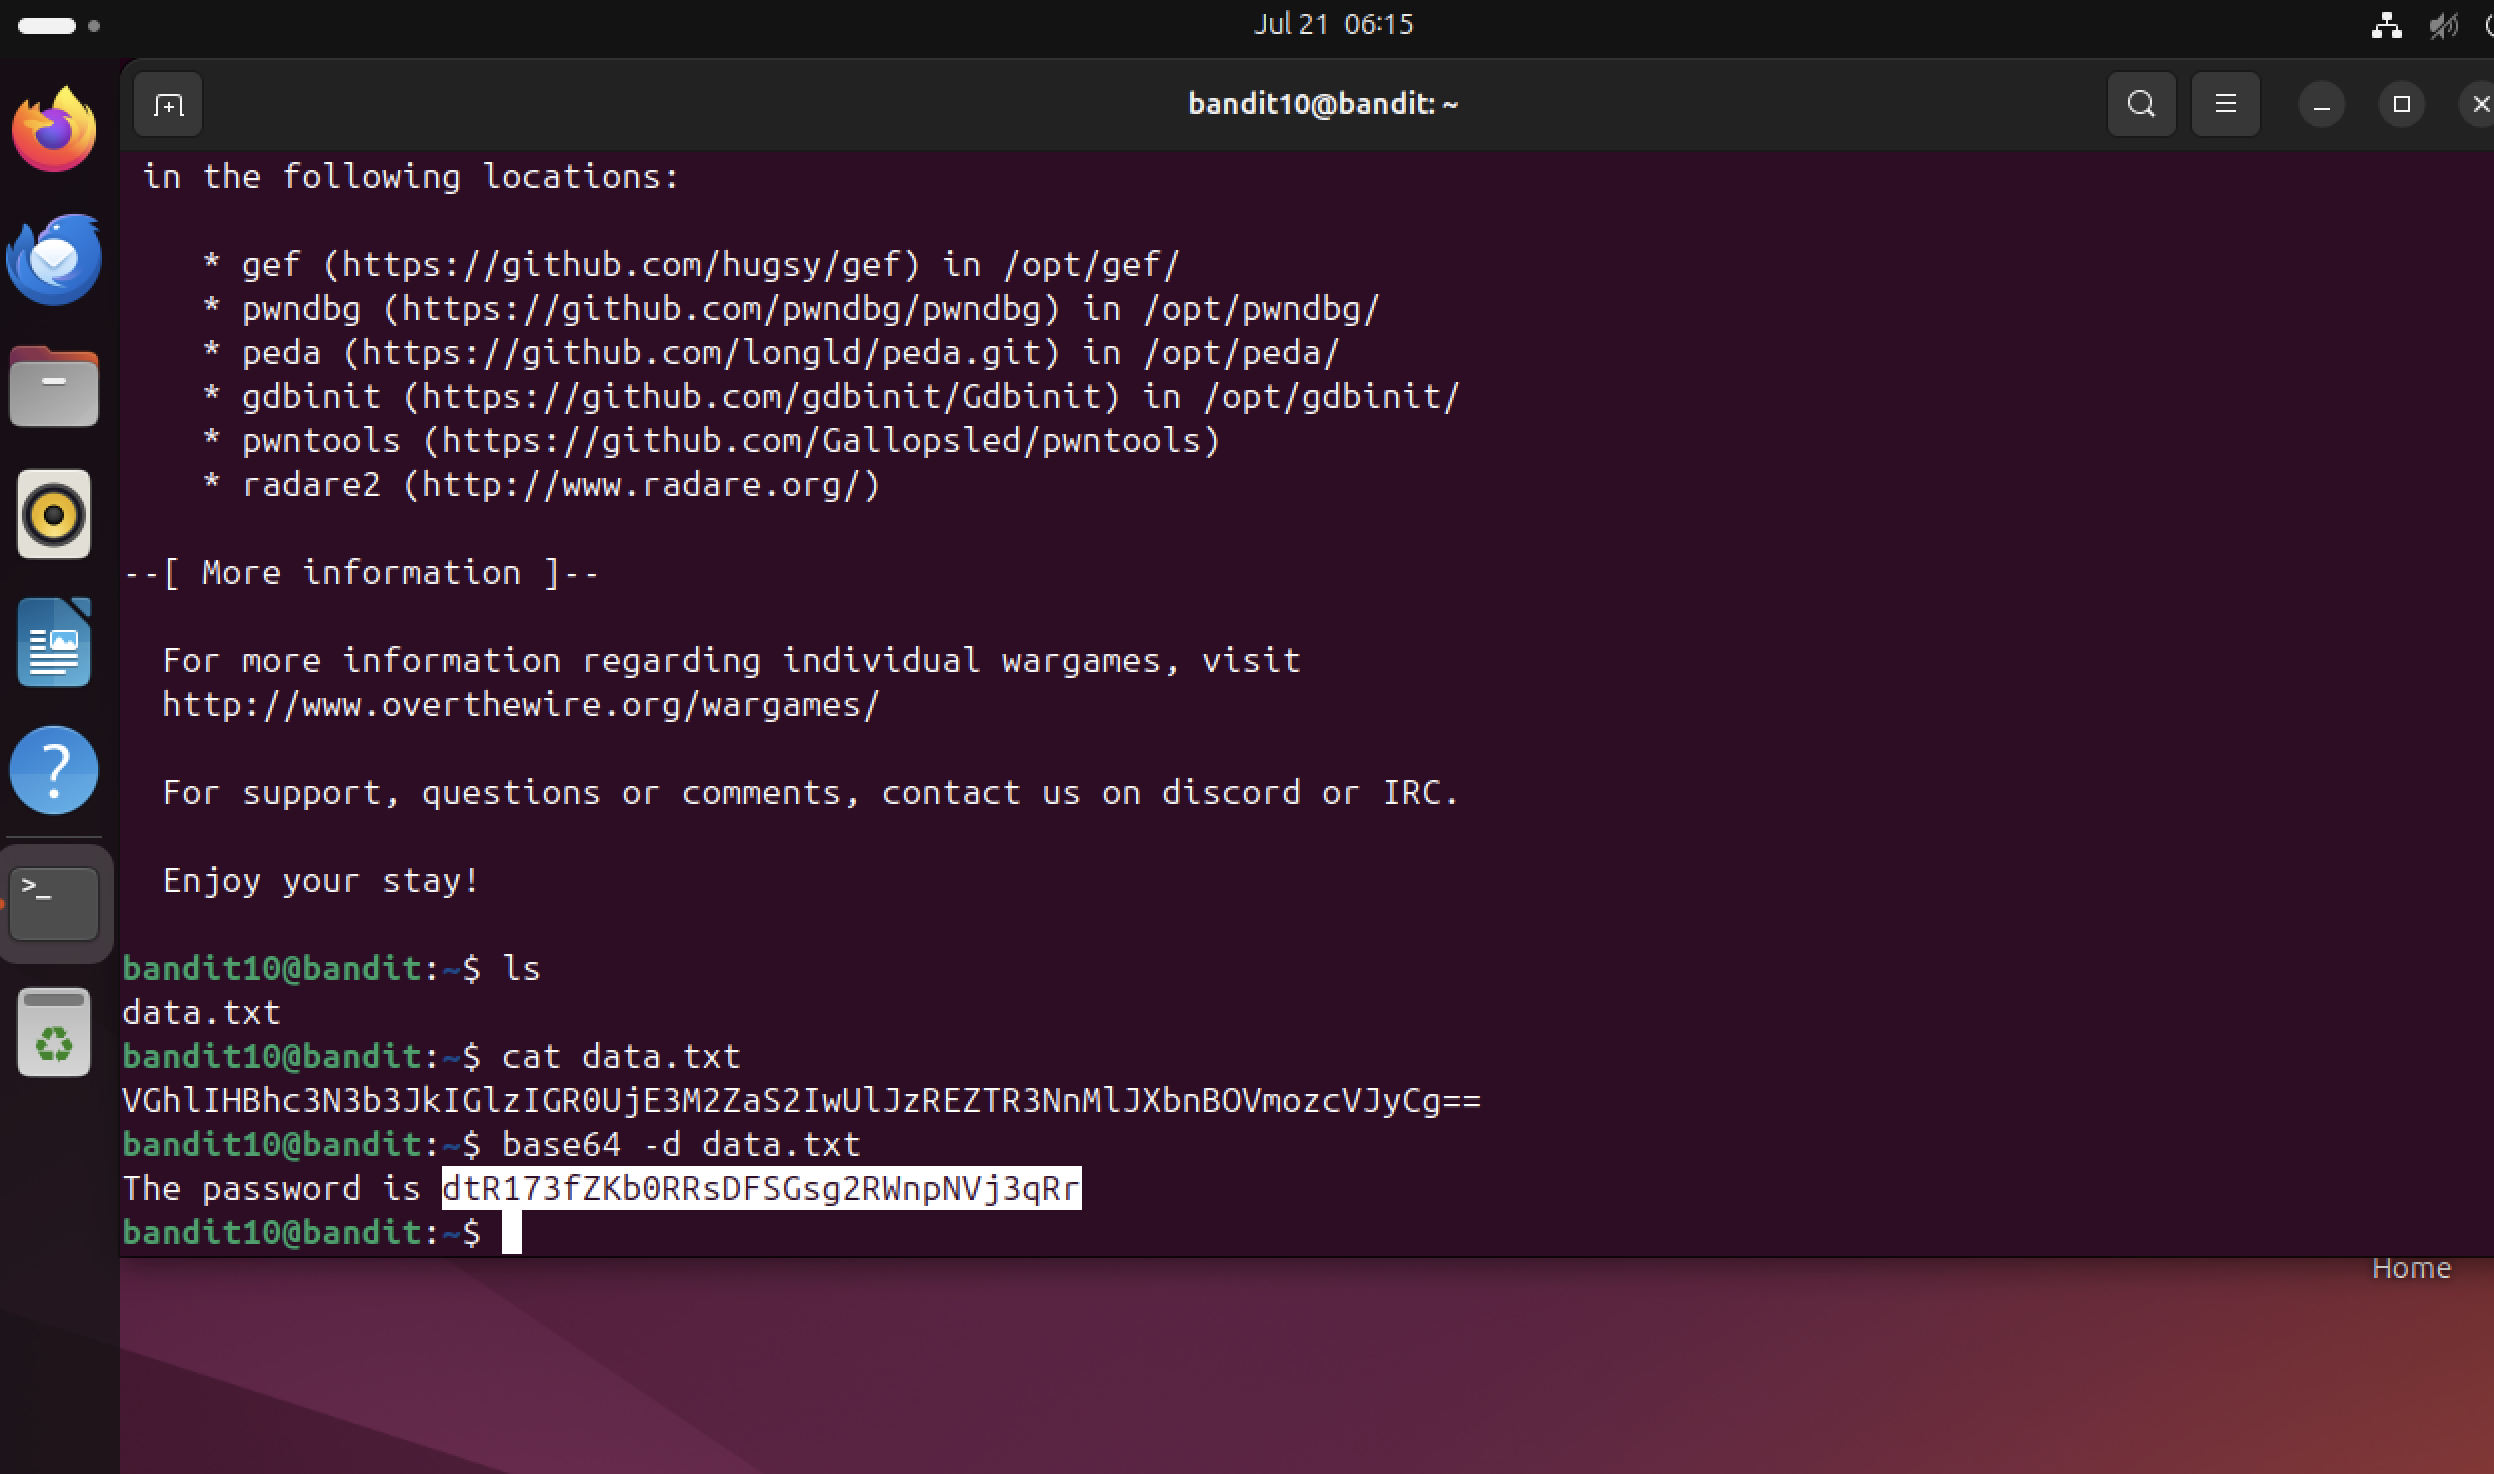 Jul 21 06:15
bandit10@bandit: ~
in the following locations:
* gef (https://github.com/hugsy/gef) in /opt/gef/
* pwndbg (https://github.com/pwndbg/pwndbg) in /opt/pwndbg/
* peda (https://github.com/longld/peda.git) in /opt/peda/
* gdbinit (https://github.com/gdbinit/Gdbinit) in /opt/gdbinit/
* pwntools (https://github.com/Gallopsled/pwntools)
* radare2 (http://www.radare.org/)
--[ More information ]--
For more information regarding individual wargames, visit
http://www.overthewire.org/wargames/
For support, questions or comments, contact us on discord or IRC.
Enjoy your stay!
bandit10@bandit:~$ ls
data.txt
bandit10@bandit:~$ cat data.txt
VGhlIHBhc3N3b3JkIGlzIGR0UjE3M2ZaS2IwUlJzREZTR3NnMlJXbnBOVmozcVJyCg==
bandit10@bandit:~$ base64 -d data.txt
The password is dtR173fZKb0RRsDFSGsg2RWnpNVj3qRr
bandit10@bandit:~$
Home